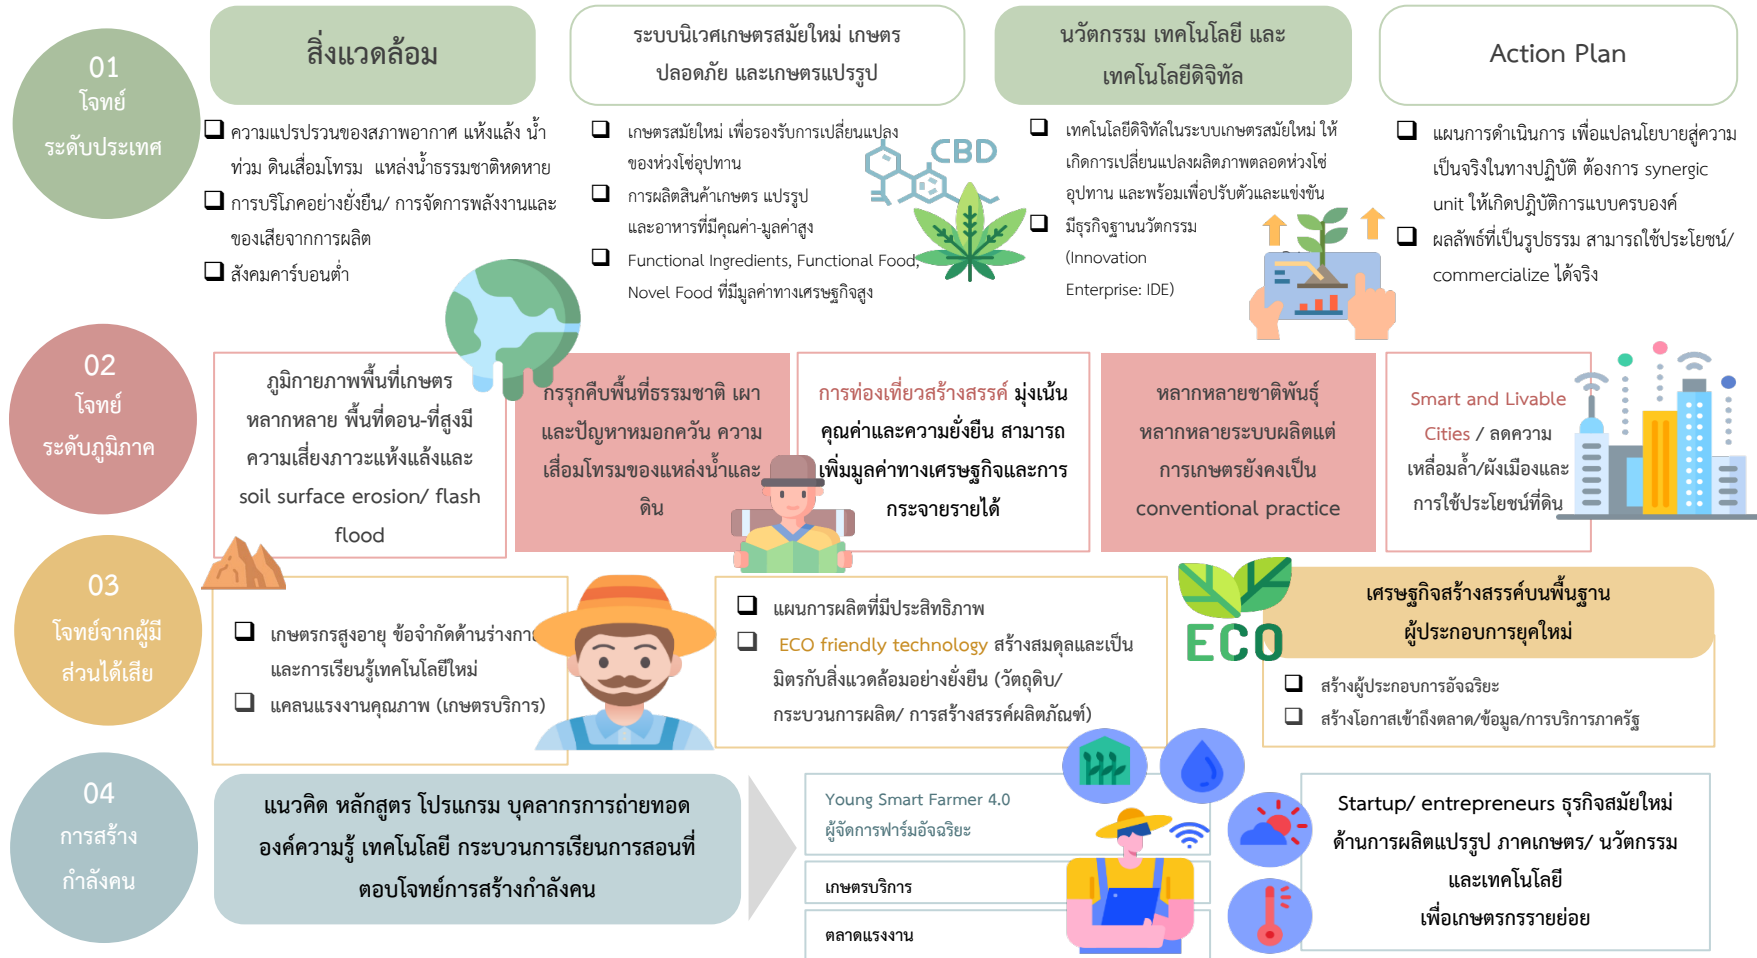 01
โจทย์
ระดับประเทศ
สิ่งแวดล้อม
ความแปรปรวนของสภาพอากาศ แห้งแล้ง น้ำ
ท่วม ดินเสื่อมโทรม แหล่งน้ำธรรมชาติหดหาย
การบริโภคอย่างยั่งยืน/ การจัดการพลังงานและ
ของเสียจากการผลิต
สังคมคาร์บอนต่ำ
ระบบนิเวศเกษตรสมัยใหม่ เกษตร
ปลอดภัย และเกษตรแปรรูป
เกษตรสมัยใหม่ เพื่อรองรับการเปลี่ยนแปลง
ของห่วงโซ่อุปทาน
การผลิตสินค้าเกษตร แปรรูป
และอาหารที่มีคุณค่า-มูลค่าสูง
Functional Ingredients, Functional Food,
Novel Food ที่มีมูลค่าทางเศรษฐกิจสูง
CBD
นวัตกรรม เทคโนโลยี และ
เทคโนโลยีดิจิทัล
เทคโนโลยีดิจิทัลในระบบเกษตรสมัยใหม่ ให้
เกิดการเปลี่ยนแปลงผลิตภาพตลอดห่วงโซ่
อุปทาน และพร้อมเพื่อปรับตัวและแข่งขัน
มีธุรกิจฐานนวัตกรรม
(Innovation
Enterprise: IDE)
Action Plan
แผนการดำเนินการ เพื่อแปลนโยบายสู่ความ
เป็นจริงในทางปฏิบัติ ต้องการ synergic
unit ให้เกิดปฎิบัติการแบบครบองค์
ผลลัพธ์ที่เป็นรูปธรรม สามารถใช้ประโยชน์/
commercialize ได้จริง
02
โจทย์
ระดับภูมิภาค
ภูมิกายภาพพื้นที่เกษตร
หลากหลาย พื้นที่ดอน-ที่สูงมี
ความเสี่ยงภาวะแห้งแล้งและ
soil surface erosion/ flash
flood
กรรุกคืบพื้นที่ธรรมชาติ เผา
และปัญหาหมอกควัน ความ
เสื่อมโทรมของแหล่งน้ำและ
ดิน
การท่องเที่ยวสร้างสรรค์ มุ่งเน้น
คุณค่าและความยั่งยืน สามารถ
เพิ่มมูลค่าทางเศรษฐกิจและการ
กระจายรายได้
หลากหลายชาติพันธุ์
หลากหลายระบบผลิตแต่
การเกษตรยังคงเป็น
conventional practice
Smart and Livable
Cities / ลดความ
เหลื่อมล้ำ/ผังเมืองและ
การใช้ประโยชน์ที่ดิน
03
โจทย์จากผู้มี
ส่วนได้เสีย
เกษตรกรสูงอายุ ข้อจำกัดด้านร่างกาย
และการเรียนรู้เทคโนโลยีใหม่
แคลนแรงงานคุณภาพ (เกษตรบริการ)
แผนการผลิตที่มีประสิทธิภาพ
ECO friendly technology สร้างสมดุลและเป็น
มิตรกับสิ่งแวดล้อมอย่างยั่งยืน (วัตถุดิบ/
กระบวนการผลิต/ การสร้างสรรค์ผลิตภัณฑ์)
ECO
เศรษฐกิจสร้างสรรค์บนพื้นฐาน
ผู้ประกอบการยุคใหม่
สร้างผู้ประกอบการอัจฉริยะ
สร้างโอกาสเข้าถึงตลาด/ข้อมูล/การบริการภาครัฐ
04
การสร้าง
กำลังคน
แนวคิด หลักสูตร โปรแกรม บุคลากรการถ่ายทอด
องค์ความรู้ เทคโนโลยี กระบวนการเรียนการสอนที่
ตอบโจทย์การสร้างกำลังคน
Young Smart Farmer 4.0
ผู้จัดการฟาร์มอัจฉริยะ
เกษตรบริการ
ตลาดแรงงาน
Startup/ entrepreneurs ธุรกิจสมัยใหม่
ด้านการผลิตแปรรูป ภาคเกษตร/ นวัตกรรม
และเทคโนโลยี
เพื่อเกษตรกรรายย่อย